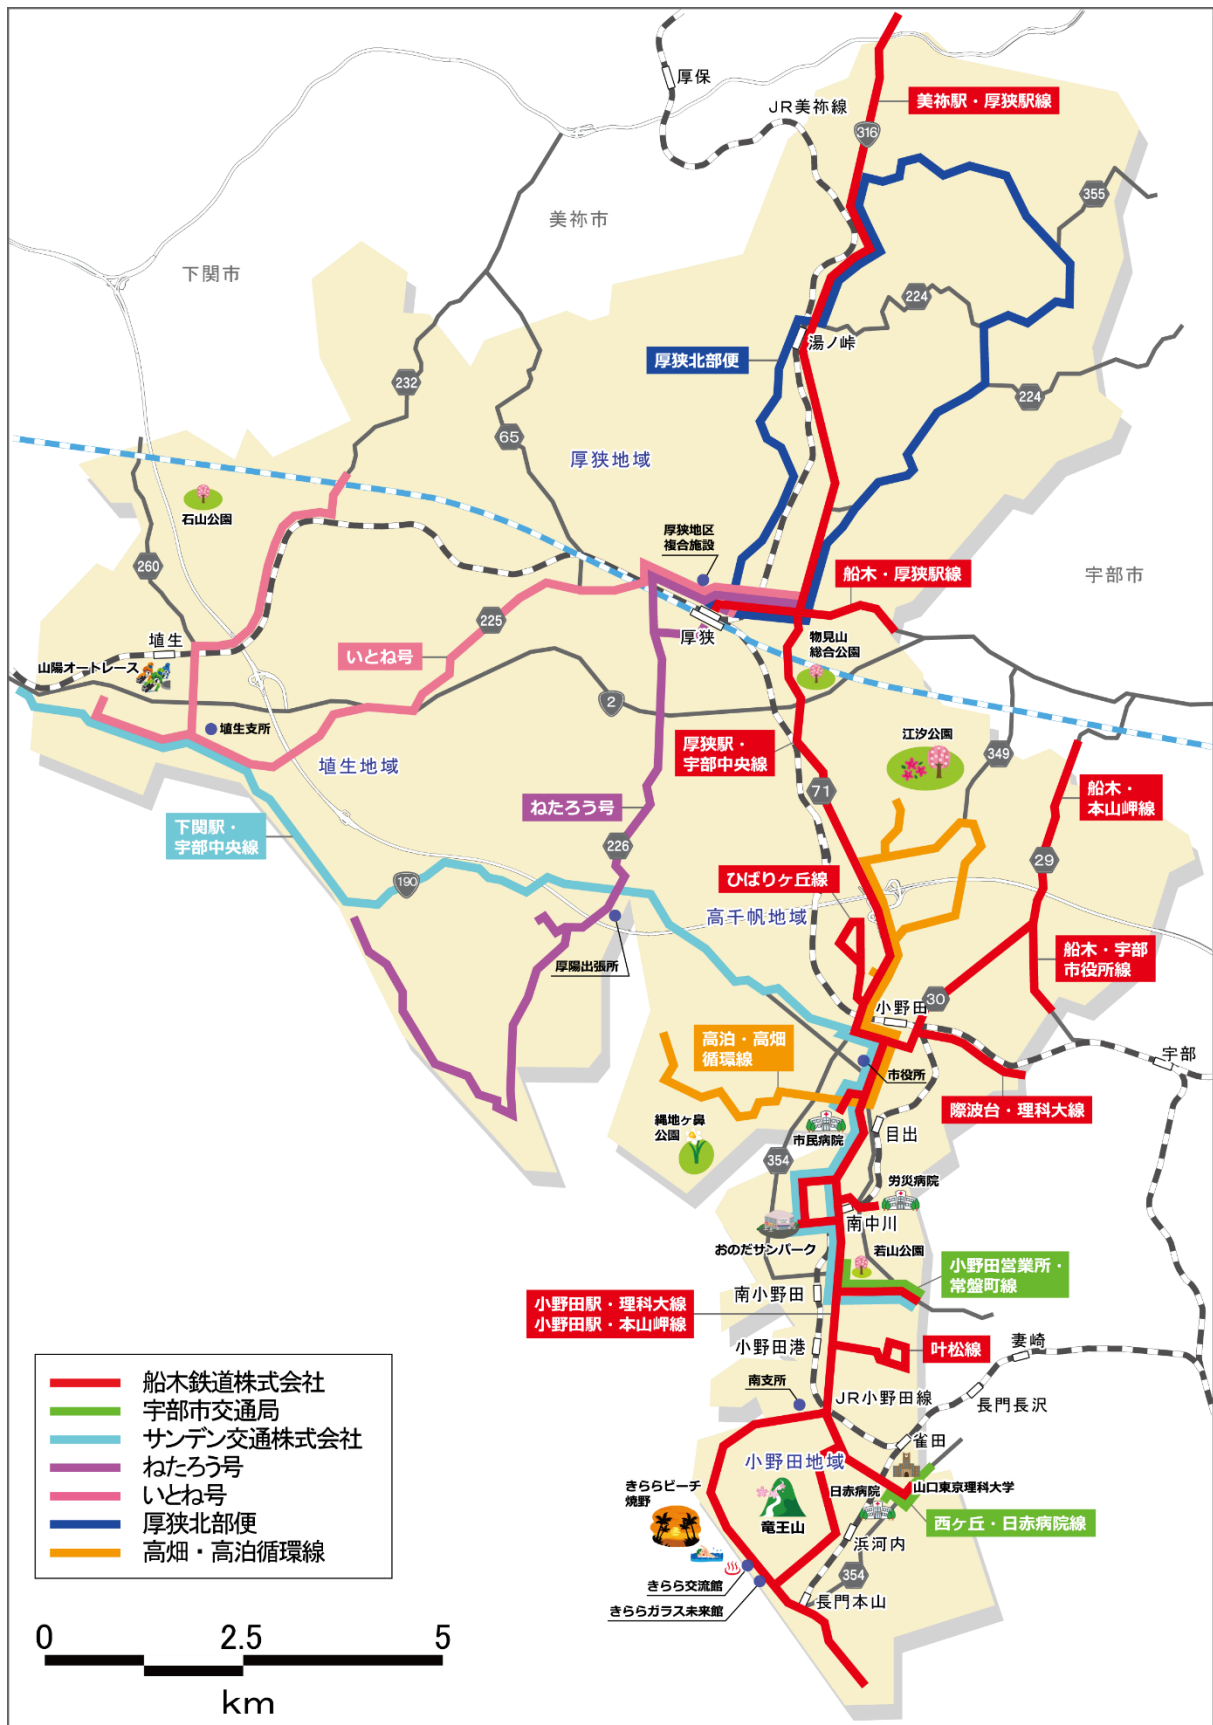 厚保
JR美祢線
美祢駅・厚狭駅線
316
355
美祢市
下関市
224
湯ノ峠
厚狭北部便
232
224
65
厚狭地域
石山公園
厚狭地区
複合施設
260
船木・厚狭駅線
宇部市
225
埴生
厚狭
物見山
総合公園
いとね号
山陽オートレース
2
埴生支所
江汐公園
厚狭駅・
宇部中央線
349
埴生地域
71
船木・
本山岬線
ねたろう号
下関駅・
宇部中央線
226
29
ひばりヶ丘線
190
高千帆地域
船木・宇部
市役所線
厚陽出張所
30
小野田
高泊・高畑
循環線
宇部
市役所
際波台・理科大線
縄地ヶ鼻
公園
市民病院
目出
354
労災病院
南中川
おのだサンパーク
若山公園
小野田営業所・
常盤町線
南小野田
小野田駅・理科大線
小野田駅・本山岬線
小野田港
叶松線
妻崎
南支所
JR小野田線
長門長沢
雀田
小野田地域
きららビーチ
焼野
日赤病院
山口東京理科大学
竜王山
西ヶ丘・日赤病院線
浜河内
354
きらら交流館
長門本山
きららガラス未来館
船木鉄道株式会社
宇部市交通局
サンデン交通株式会社
ねたろう号
いとね号
厚狭北部便
高畑・高泊循環線
0 2.5 5
km